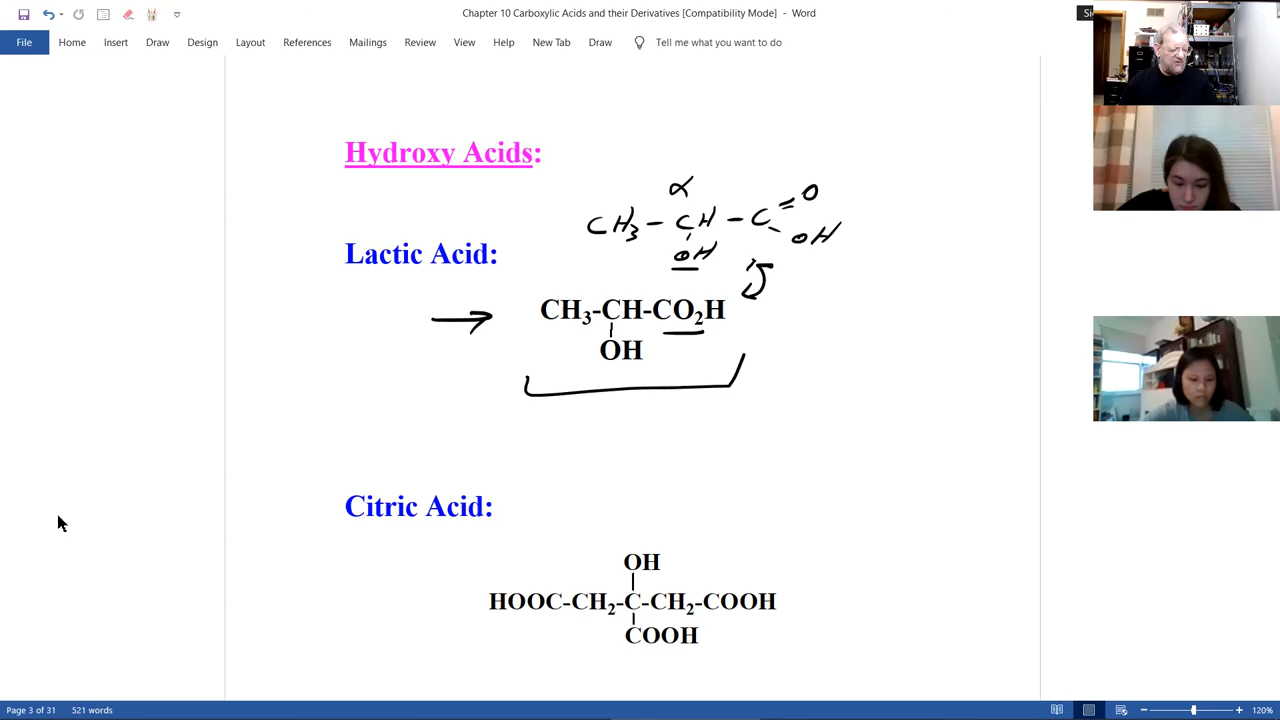 Chapter 10 Carboxylic Acids and their Derivatives [Compatibility Mode] - Word
File Home Insert Draw Design Layout References Mailings Review View Help New Tab Draw Tell me what you want to do
Hydroxy Acids:
α
CH3-CH-C=O
OH
OH
Lactic Acid:
CH3-CH-CO2H
OH
Citric Acid:
OH
HOOC-CH2-C-CH2-COOH
COOH
Page 3 of 31 521 words 120%